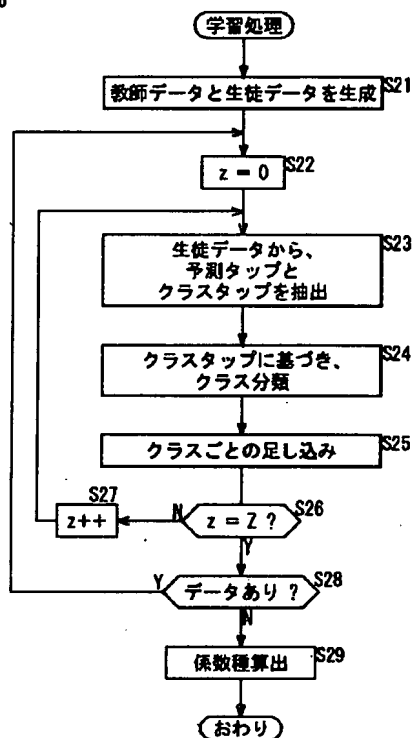 学習処理
教師データと生徒データを生成
S21
z = 0
S22
生徒データから、
予測タップと
クラスタップを抽出
S23
クラスタップに基づき、
クラス分類
S24
クラスごとの足し込み
S25
z = Z ?
S26
N
S27
z++
Y
データあり ?
S28
Y
N
係数種算出
S29
おわり